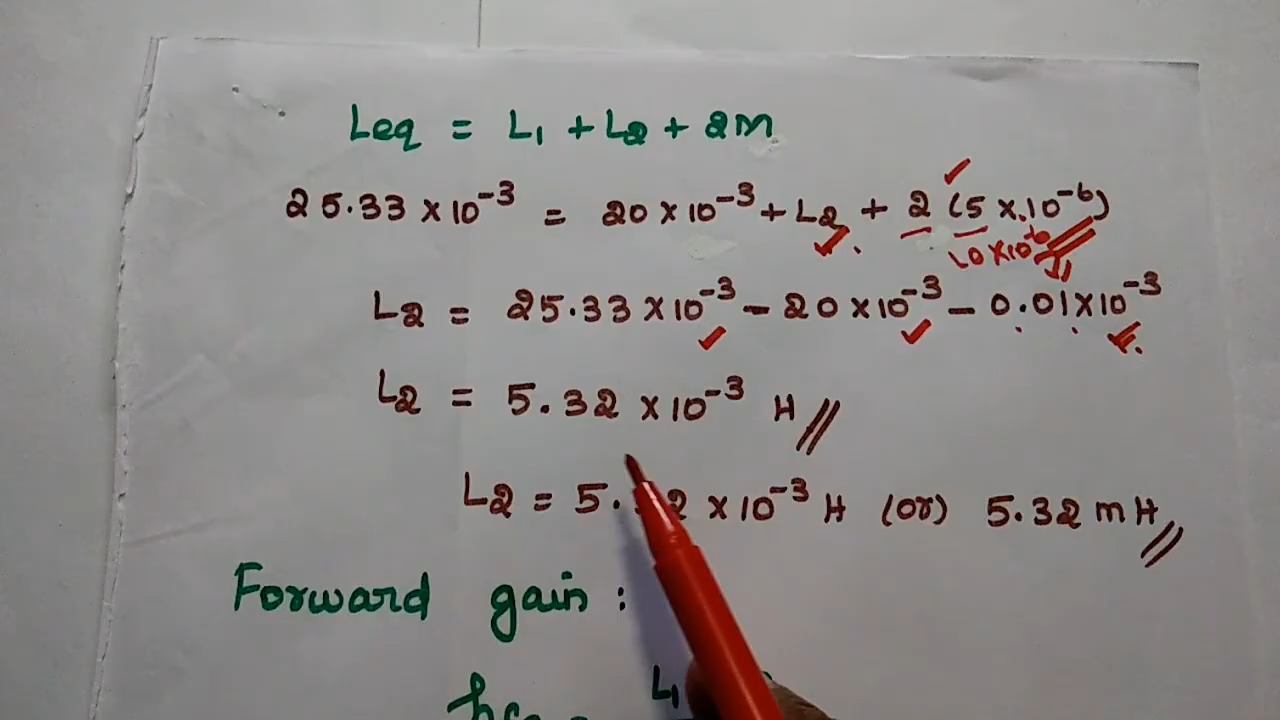 Leq = L1 + L2 + 2m
25.33 × 10⁻³ = 20 × 10⁻³ + L2 + 2 (5 × 10⁻⁶)
10×10⁻⁶
L2 = 25.33 × 10⁻³ - 20 × 10⁻³ - 0.01 × 10⁻³
L2 = 5.32 × 10⁻³ H
L2 = 5. 2 × 10⁻³ H (or) 5.32 mH
Forward gain :
L1